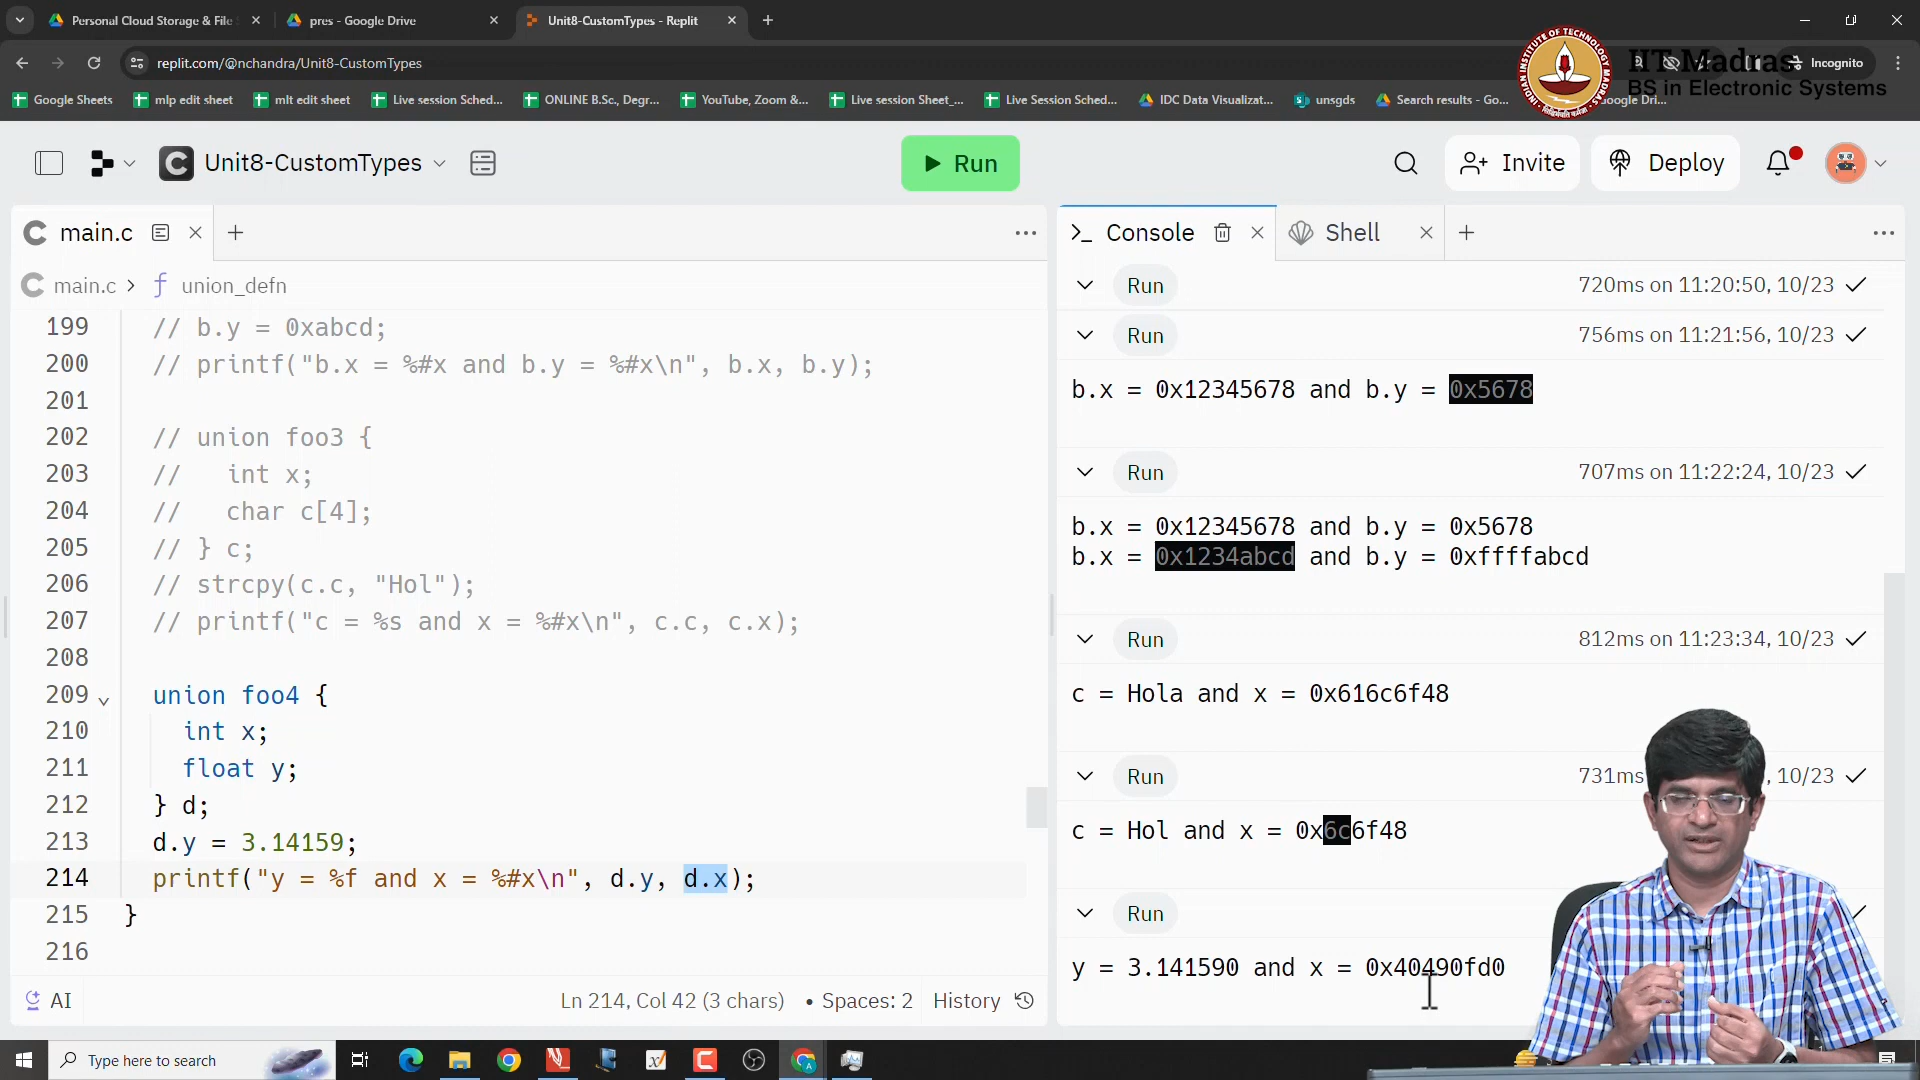 Personal Cloud Storage & File
pres - Google Drive
Unit8-CustomTypes - Replit
replit.com/@nchandra/Unit8-CustomTypes
Incognito
IIT Madras
BS in Electronic Systems
Google Sheets
mlp edit sheet
mlt edit sheet
Live session Sched...
ONLINE B.Sc., Degr...
YouTube, Zoom &...
Live session Sheet_...
Live Session Sched...
IDC Data Visualizat...
unsgds
Search results - Go...
Unit8-CustomTypes
Run
Invite
Deploy
main.c
main.c > union_defn
199 // b.y = 0xabcd;
200 // printf("b.x = %#x and b.y = %#x\n", b.x, b.y);
201
202 // union foo3 {
203 //   int x;
204 //   char c[4];
205 // } c;
206 // strcpy(c.c, "Hol");
207 // printf("c = %s and x = %#x\n", c.c, c.x);
208
209 union foo4 {
210   int x;
211   float y;
212 } d;
213 d.y = 3.14159;
214 printf("y = %f and x = %#x\n", d.y, d.x);
215 }
216
AI
Ln 214, Col 42 (3 chars) • Spaces: 2 History
Console
Shell
Run 720ms on 11:20:50, 10/23
Run 756ms on 11:21:56, 10/23
b.x = 0x12345678 and b.y = 0x5678
Run 707ms on 11:22:24, 10/23
b.x = 0x12345678 and b.y = 0x5678
b.x = 0x1234abcd and b.y = 0xffffabcd
Run 812ms on 11:23:34, 10/23
c = Hola and x = 0x616c6f48
Run 731ms , 10/23
c = Hol and x = 0x6c6f48
Run
y = 3.141590 and x = 0x40490fd0
Type here to search